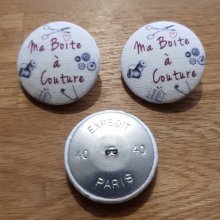 Ma Boite
à
Couture
Ma Boite
à
Couture
EXPEDIT
40 40
PARIS